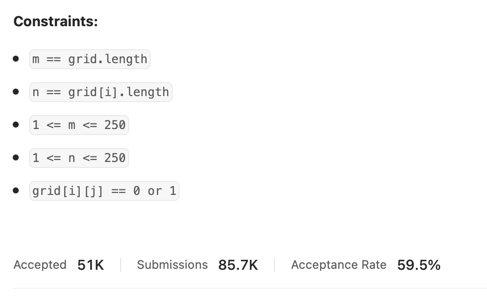 Constraints:
m == grid.length
n == grid[i].length
1 <= m <= 250
1 <= n <= 250
grid[i][j] == 0 or 1
Accepted 51K Submissions 85.7K Acceptance Rate 59.5%